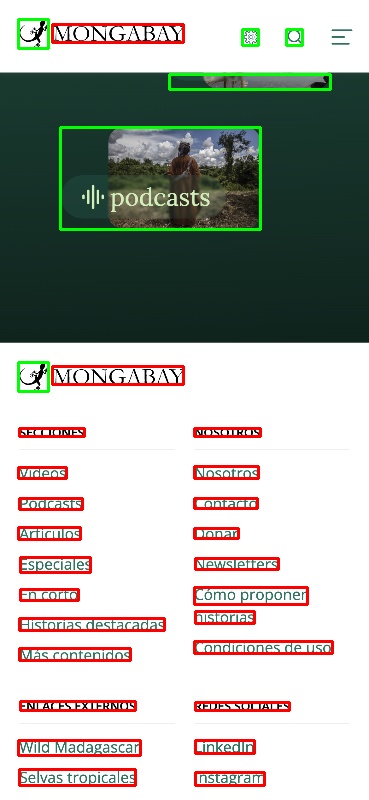 MONGABAY
podcasts
MONGABAY
SECCIONES
Videos
Podcasts
Artículos
Especiales
En corto
Historias destacadas
Más contenidos
NOSOTROS
Nosotros
Contacto
Donar
Newsletters
Cómo proponer
historias
Condiciones de uso
ENLACES EXTERNOS
Wild Madagascar
Selvas tropicales
REDES SOCIALES
LinkedIn
Instagram